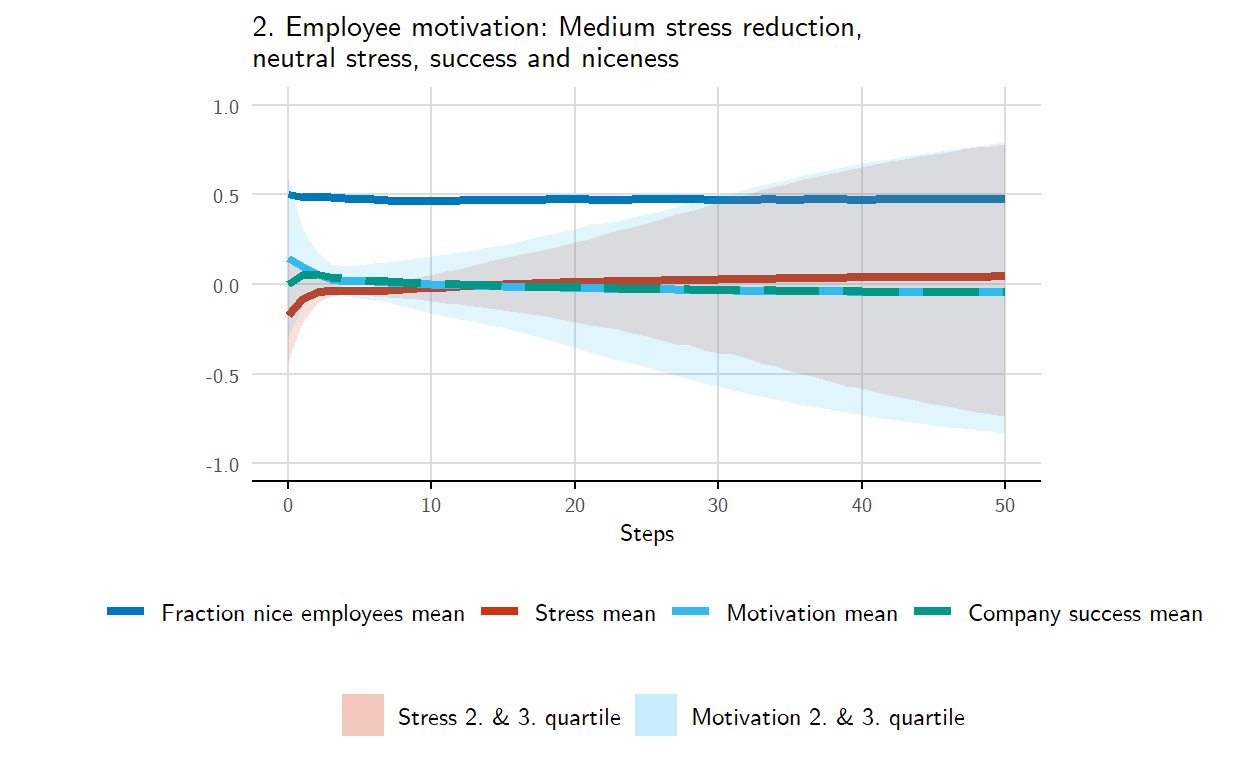 2. Employee motivation: Medium stress reduction,
neutral stress, success and niceness
1.0
0.5
0.0
-0.5
-1.0
0 10 20 30 40 50
Steps
Fraction nice employees mean Stress mean Motivation mean Company success mean
Stress 2. & 3. quartile Motivation 2. & 3. quartile